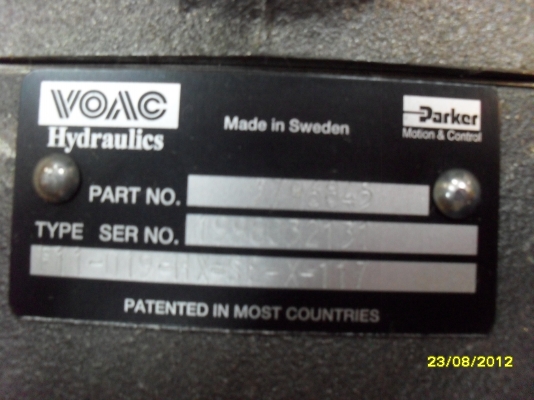 VOAC
Hydraulics
Made in Sweden
Parker
Motion & Control
PART NO.
TYPE SER NO.
PATENTED IN MOST COUNTRIES
23/08/2012